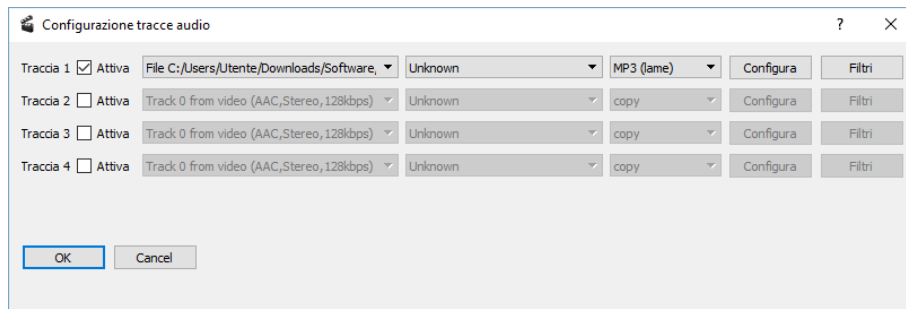 Configurazione tracce audio ? X
Traccia 1 Attiva File C:/Users/Utente/Downloads/Software, Unknown MP3 (lame) Configura Filtri
Traccia 2 Attiva Track 0 from video (AAC,Stereo,128kbps) Unknown copy Configura Filtri
Traccia 3 Attiva Track 0 from video (AAC,Stereo,128kbps) Unknown copy Configura Filtri
Traccia 4 Attiva Track 0 from video (AAC,Stereo,128kbps) Unknown copy Configura Filtri
OK Cancel